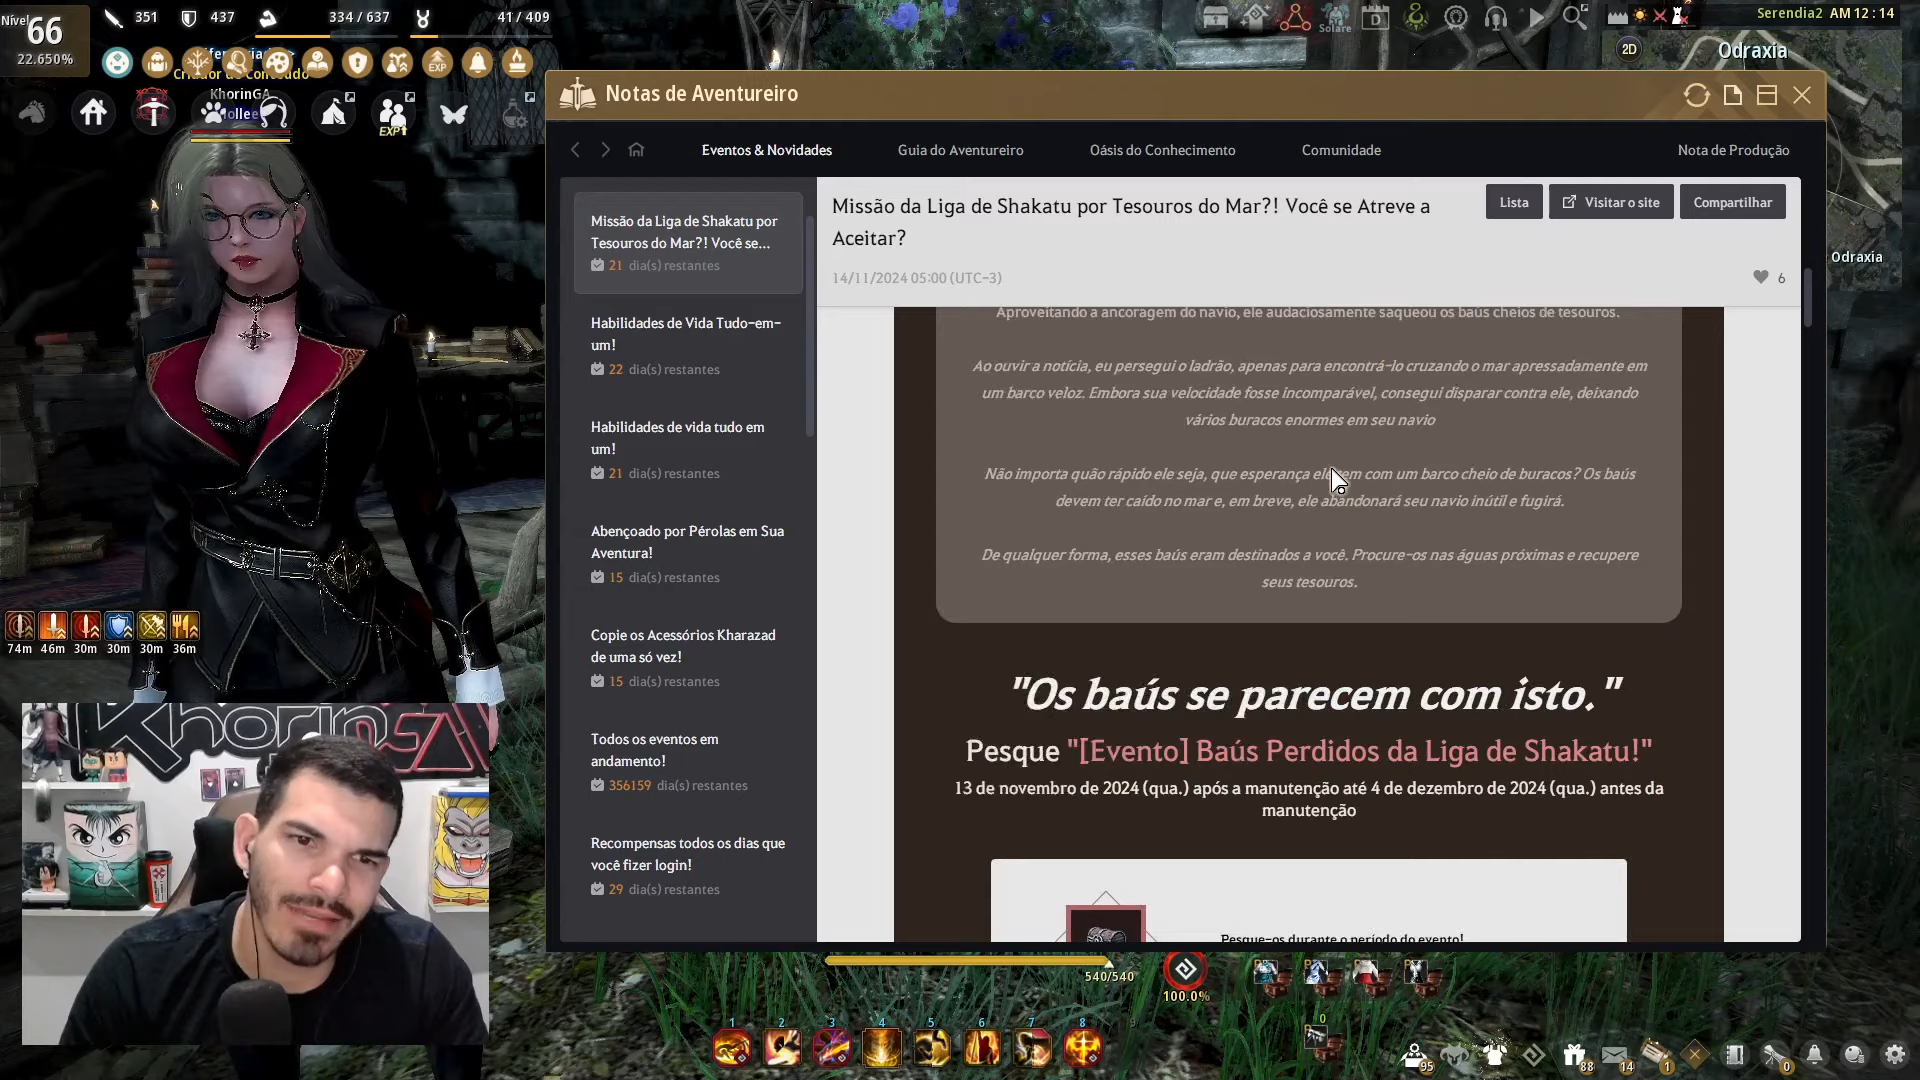 Nível
66
22.650%
351
437
334 / 637
41 / 409
EXP
EXP
KhorinGA
Mollee
Solare
D
Serendia2 AM 12 : 14
2D
Odraxia
Odraxia
Notas de Aventureiro
Eventos & Novidades
Guia do Aventureiro
Oásis do Conhecimento
Comunidade
Nota de Produção
Missão da Liga de Shakatu por
Tesouros do Mar?! Você se...
21 dia(s) restantes
Habilidades de Vida Tudo-em-
um!
22 dia(s) restantes
Habilidades de vida tudo em
um!
21 dia(s) restantes
Abençoado por Pérolas em Sua
Aventura!
15 dia(s) restantes
Copie os Acessórios Kharazad
de uma só vez!
15 dia(s) restantes
Todos os eventos em
andamento!
356159 dia(s) restantes
Recompensas todos os dias que
você fizer login!
29 dia(s) restantes
Missão da Liga de Shakatu por Tesouros do Mar?! Você se Atreve a
Aceitar?
Lista
Visitar o site
Compartilhar
14/11/2024 05:00 (UTC-3)
6
Aproveitando a ancoragem do navio, ele audaciosamente saqueou os baús cheios de tesouros.
Ao ouvir a notícia, eu persegui o ladrão, apenas para encontrá-lo cruzando o mar apressadamente em
um barco veloz. Embora sua velocidade fosse incomparável, consegui disparar contra ele, deixando
vários buracos enormes em seu navio
Não importa quão rápido ele seja, que esperança com um barco cheio de buracos? Os baús
devem ter caído no mar e, em breve, ele abandonará seu navio inútil e fugirá.
De qualquer forma, esses baús eram destinados a você. Procure-os nas águas próximas e recupere
seus tesouros.
"Os baús se parecem com isto."
Pesque "[Evento] Baús Perdidos da Liga de Shakatu!"
13 de novembro de 2024 (qua.) após a manutenção até 4 de dezembro de 2024 (qua.) antes da
manutenção
Pesque-os durante o período do evento!
74m 46m 30m 30m 30m 36m
KhorinGA
540/540
100.0%
1 2 3 4 5 6 7 8 9
0
95
88
14
1
0